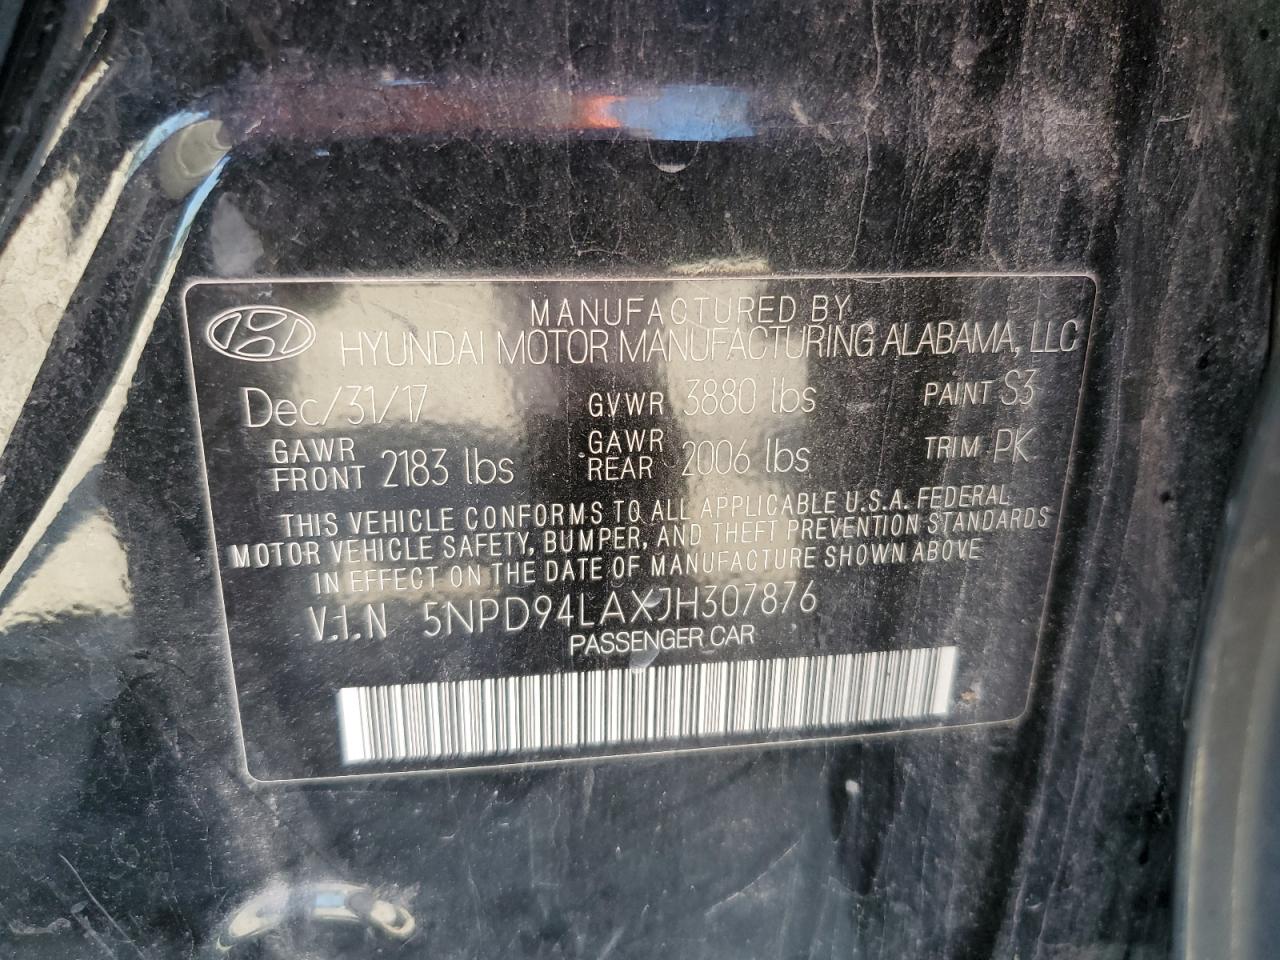 MANUFACTURED BY
HYUNDAI MOTOR MANUFACTURING ALABAMA, LLC
Dec/31/17 GVWR 3880 lbs PAINT S3
GAWR FRONT 2183 lbs GAWR REAR 2006 lbs TRIM PK
THIS VEHICLE CONFORMS TO ALL APPLICABLE U.S.A. FEDERAL
MOTOR VEHICLE SAFETY, BUMPER, AND THEFT PREVENTION STANDARDS
IN EFFECT ON THE DATE OF MANUFACTURE SHOWN ABOVE
V.I.N 5NPD94LAXJH307876
PASSENGER CAR